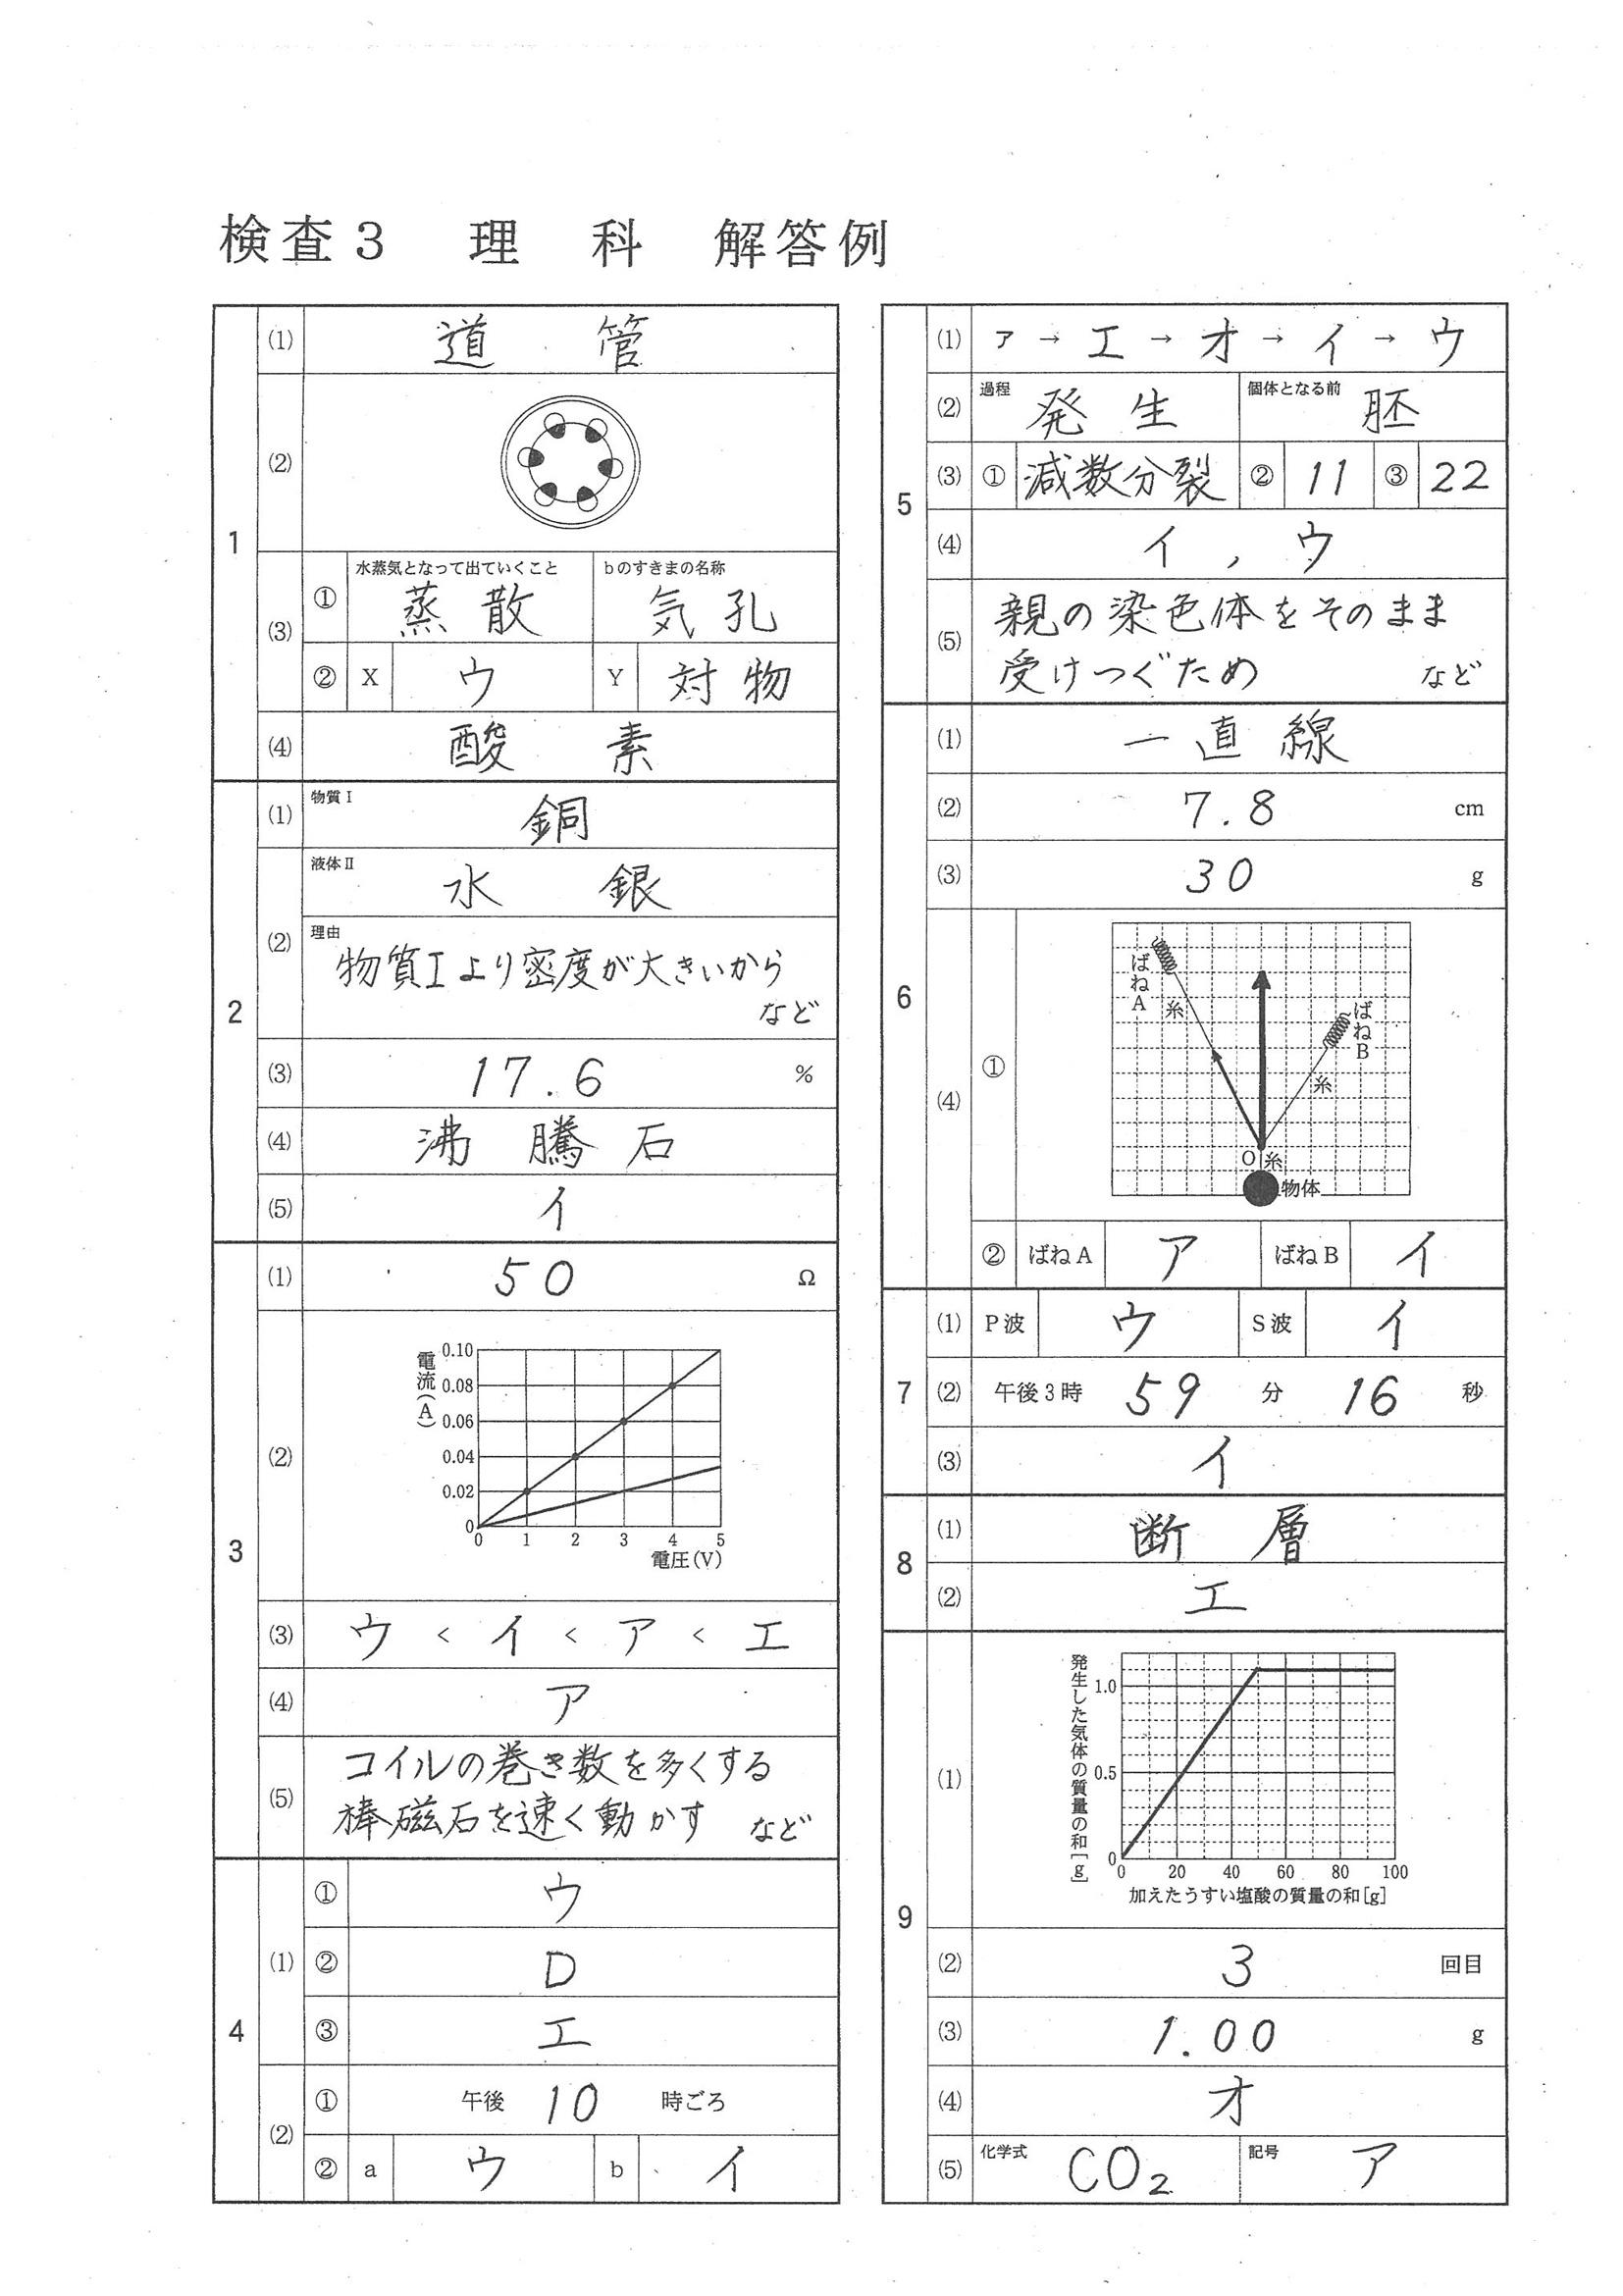 検査3 理科 解答例
1
(1) 道管
(2)
(3) ① 水蒸気となって出ていくこと 蒸散 bのすきまの名称 気孔
② X ウ Y 対物
(4) 酸素
2
(1) 物質Ⅰ 銅
(2) 液体Ⅱ 水銀
理由 物質Ⅰより密度が大きいから
など
(3) 17.6 %
(4) 沸騰石
(5) イ
3
(1) 50 Ω
(2)
電流(A)
0.10
0.08
0.06
0.04
0.02
0
0 1 2 3 4 5
電圧(V)
(3) ウ < イ < ア < エ
(4) ア
(5) コイルの巻き数を多くする
棒磁石を速く動かす など
4
(1) ① ウ
② D
③ エ
(2) ① 午後 10 時ごろ
② a ウ b イ
5
(1) ア → エ → オ → イ → ウ
(2) 過程 発生 個体となる前 胚
(3) ① 減数分裂 ② 11 ③ 22
(4) イ, ウ
(5) 親の染色体をそのまま
受けつぐため など
6
(1) 一直線
(2) 7.8 cm
(3) 30 g
(4) ①
ばねA
糸
ばねB
糸
O 糸
物体
② ばねA ア ばねB イ
7
(1) P波 ウ S波 イ
(2) 午後3時 59 分 16 秒
(3) イ
8
(1) 断層
(2) エ
9
(1)
発生した気体の質量の和[g]
1.0
0.5
0
0 20 40 60 80 100
加えたうすい塩酸の質量の和[g]
(2) 3 回目
(3) 1.00 g
(4) オ
(5) 化学式 CO₂ 記号 ア